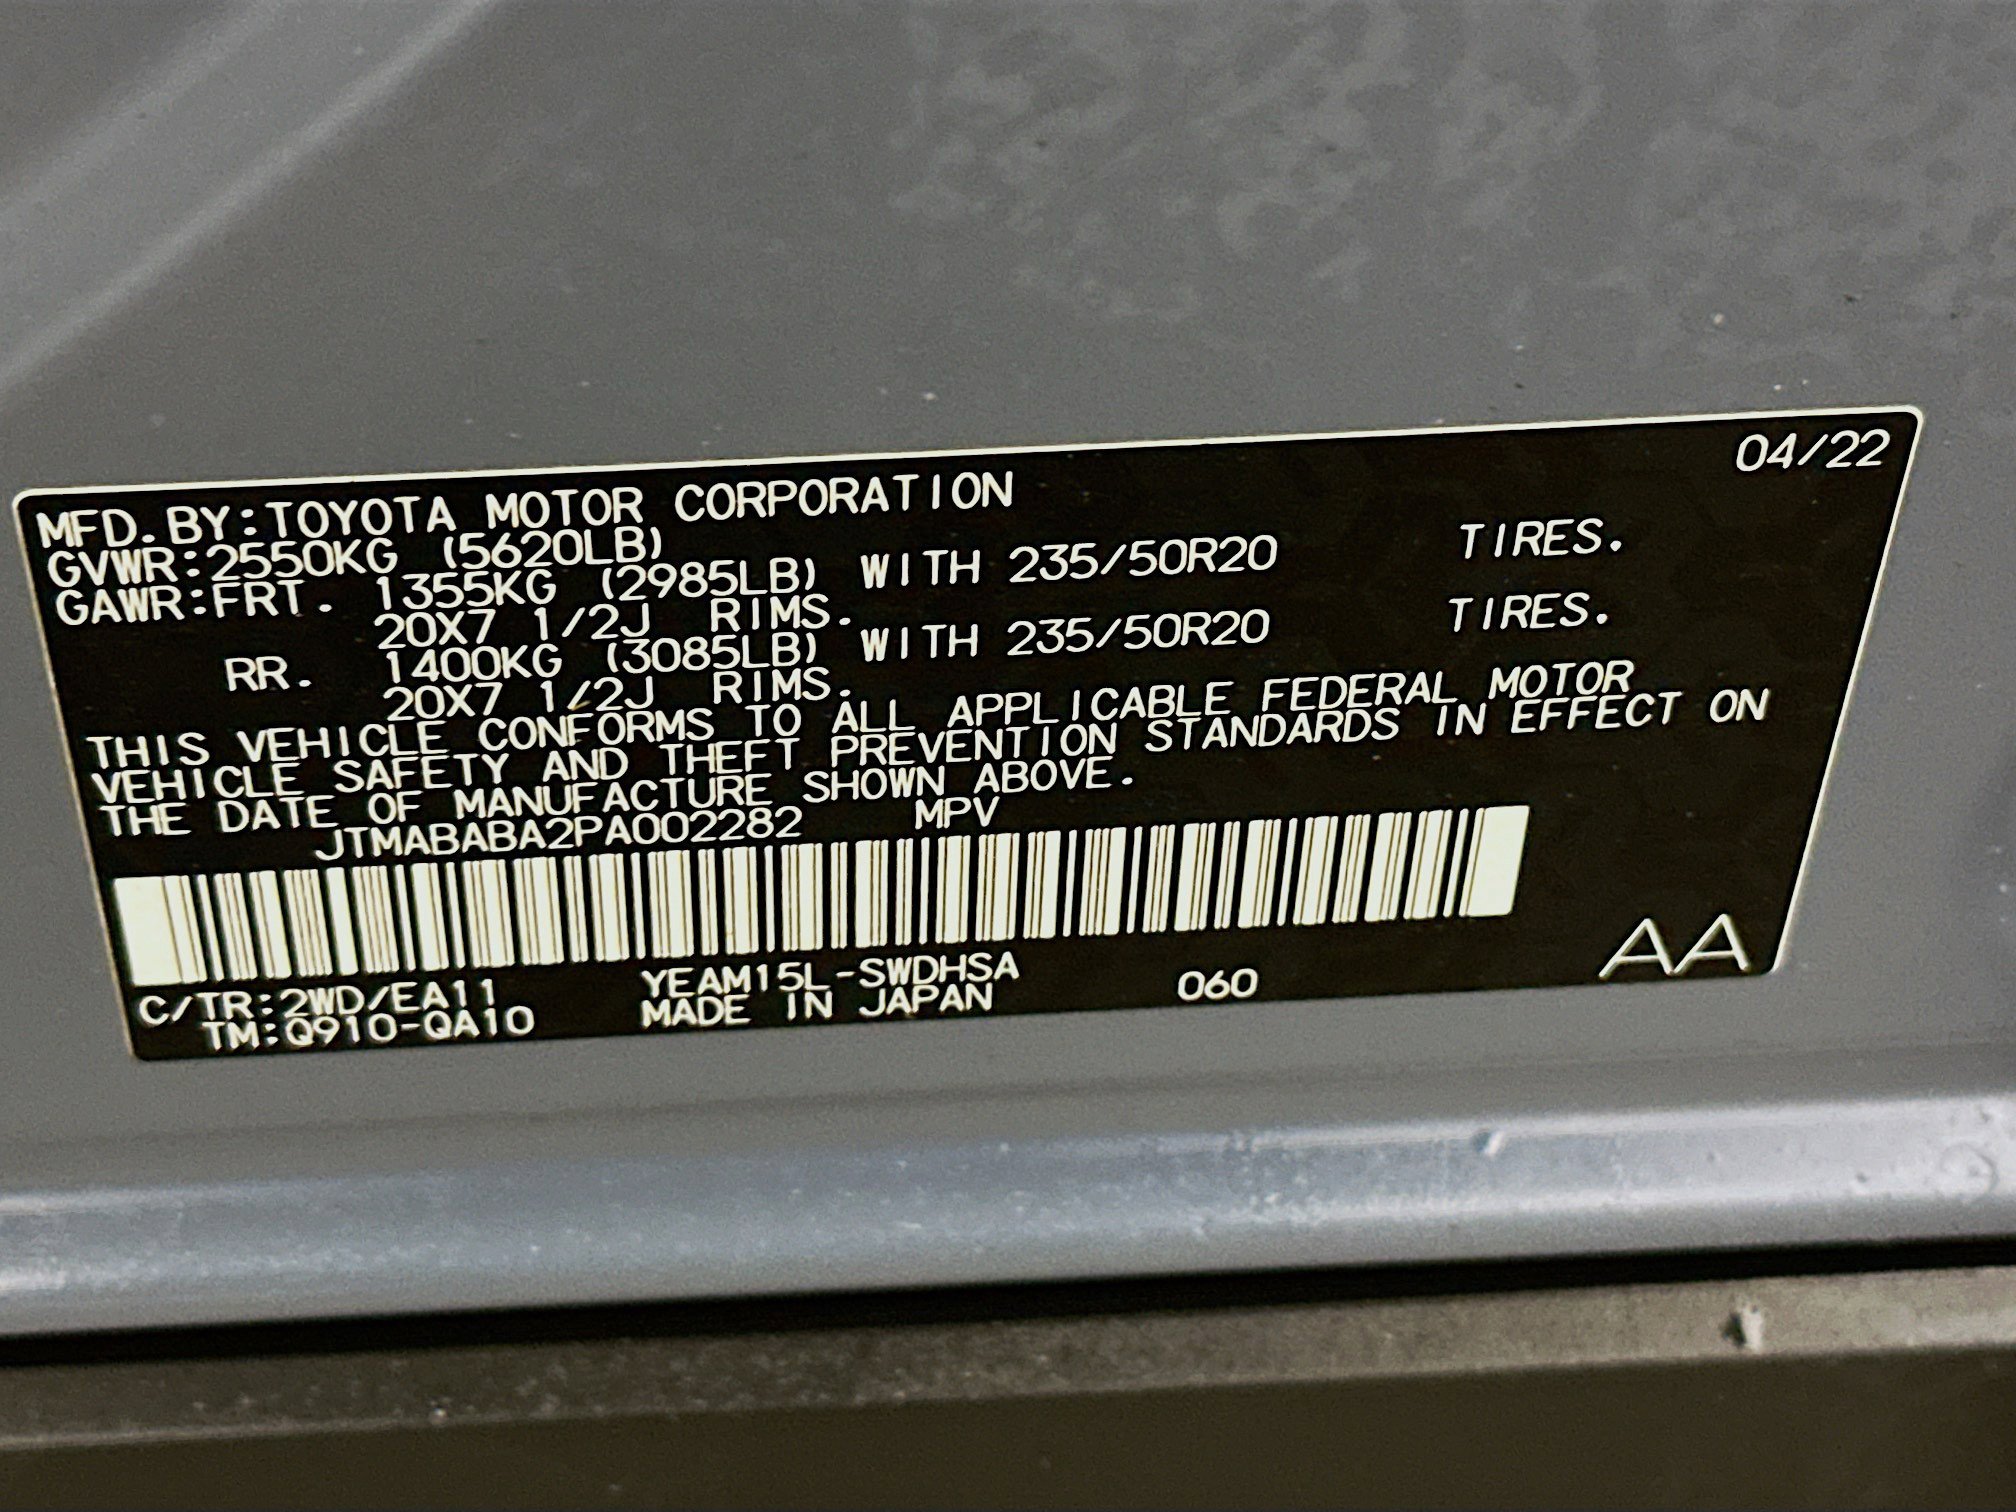 04/22
MFD.BY:TOYOTA MOTOR CORPORATION
GVWR:2550KG (5620LB)
GAWR:FRT. 1355KG (2985LB) WITH 235/50R20 TIRES.
20X7 1/2J RIMS.
RR. 1400KG (3085LB) WITH 235/50R20 TIRES.
20X7 1/2J RIMS.
THIS VEHICLE CONFORMS TO ALL APPLICABLE FEDERAL MOTOR
VEHICLE SAFETY AND THEFT PREVENTION STANDARDS IN EFFECT ON
THE DATE OF MANUFACTURE SHOWN ABOVE.
JTMABABA2PA002282 MPV
C/TR:2WD/EA11 YEAM15L-SWDHSA
TM:Q910-QA10 MADE IN JAPAN 060 AA